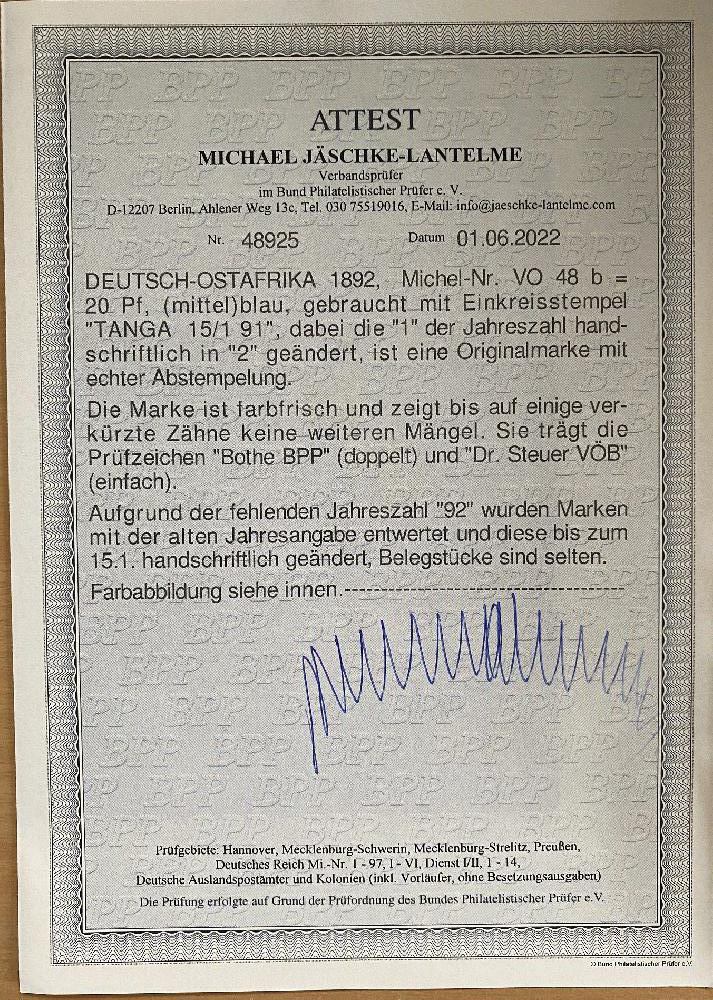 ATTEST
MICHAEL JÄSCHKE-LANTELME
Verbandsprüfer
im Bund Philatelistischer Prüfer e. V.
D-12207 Berlin, Ahlener Weg 13c, Tel. 030 75519016, E-Mail: info@jaeschke-lantelme.com
Nr. 48925 Datum 01.06.2022
DEUTSCH-OSTAFRIKA 1892, Michel-Nr. VO 48 b =
20 Pf, (mittel)blau, gebraucht mit Einkreisstempel
"TANGA 15/1 91", dabei die "1" der Jahreszahl hand-
schriftlich in "2" geändert, ist eine Originalmarke mit
echter Abstempelung.
Die Marke ist farbfrisch und zeigt bis auf einige ver-
kürzte Zähne keine weiteren Mängel. Sie trägt die
Prüfzeichen "Bothe BPP" (doppelt) und "Dr. Steuer VÖB"
(einfach).
Aufgrund der fehlenden Jahreszahl "92" wurden Marken
mit der alten Jahresangabe entwertet und diese bis zum
15.1. handschriftlich geändert, Belegstücke sind selten.
Farbabbildung siehe innen.------------------------------------
Prüfgebiete: Hannover, Mecklenburg-Schwerin, Mecklenburg-Strelitz, Preußen,
Deutsches Reich Mi.-Nr. 1 - 97, I - VI, Dienst I/II, 1 - 14,
Deutsche Auslandspostämter und Kolonien (inkl. Vorläufer, ohne Besetzungsausgaben)
Die Prüfung erfolgte auf Grund der Prüfordnung des Bundes Philatelistischer Prüfer e.V.
© Bund Philatelistischer Prüfer e.V.